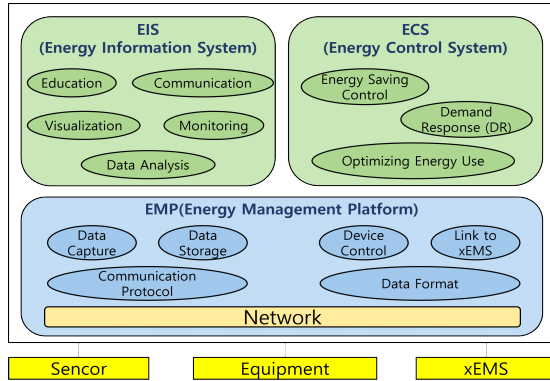 EIS
(Energy Information System)
Education
Communication
Visualization
Monitoring
Data Analysis
ECS
(Energy Control System)
Energy Saving
Control
Demand
Response (DR)
Optimizing Energy Use
EMP(Energy Management Platform)
Data
Capture
Data
Storage
Device
Control
Link to
xEMS
Communication
Protocol
Data Format
Network
Sencor
Equipment
xEMS